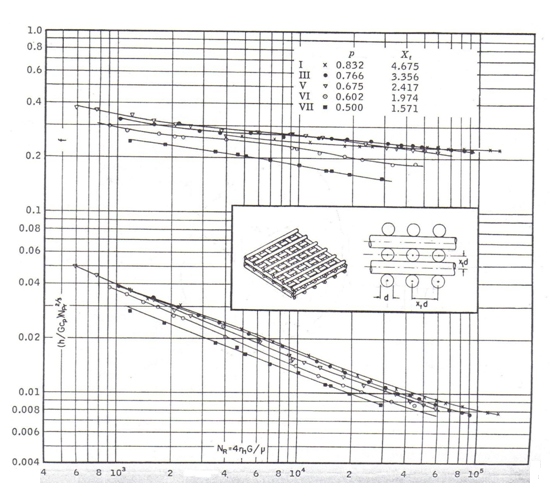 1.0
0.8
0.6
0.4
0.2
0.1
0.08
0.06
0.04
0.02
0.01
0.008
0.006
0.004
f
(h/Gcp)NPr^2/3
p Xt
I × 0.832 4.675
III • 0.766 3.356
V ▽ 0.675 2.417
VI ○ 0.602 1.974
VII ■ 0.500 1.571
d
xtd
xld
NR=4rhG/μ
4 6 8 10³ 2 4 6 8 10⁴ 2 4 6 8 10⁵